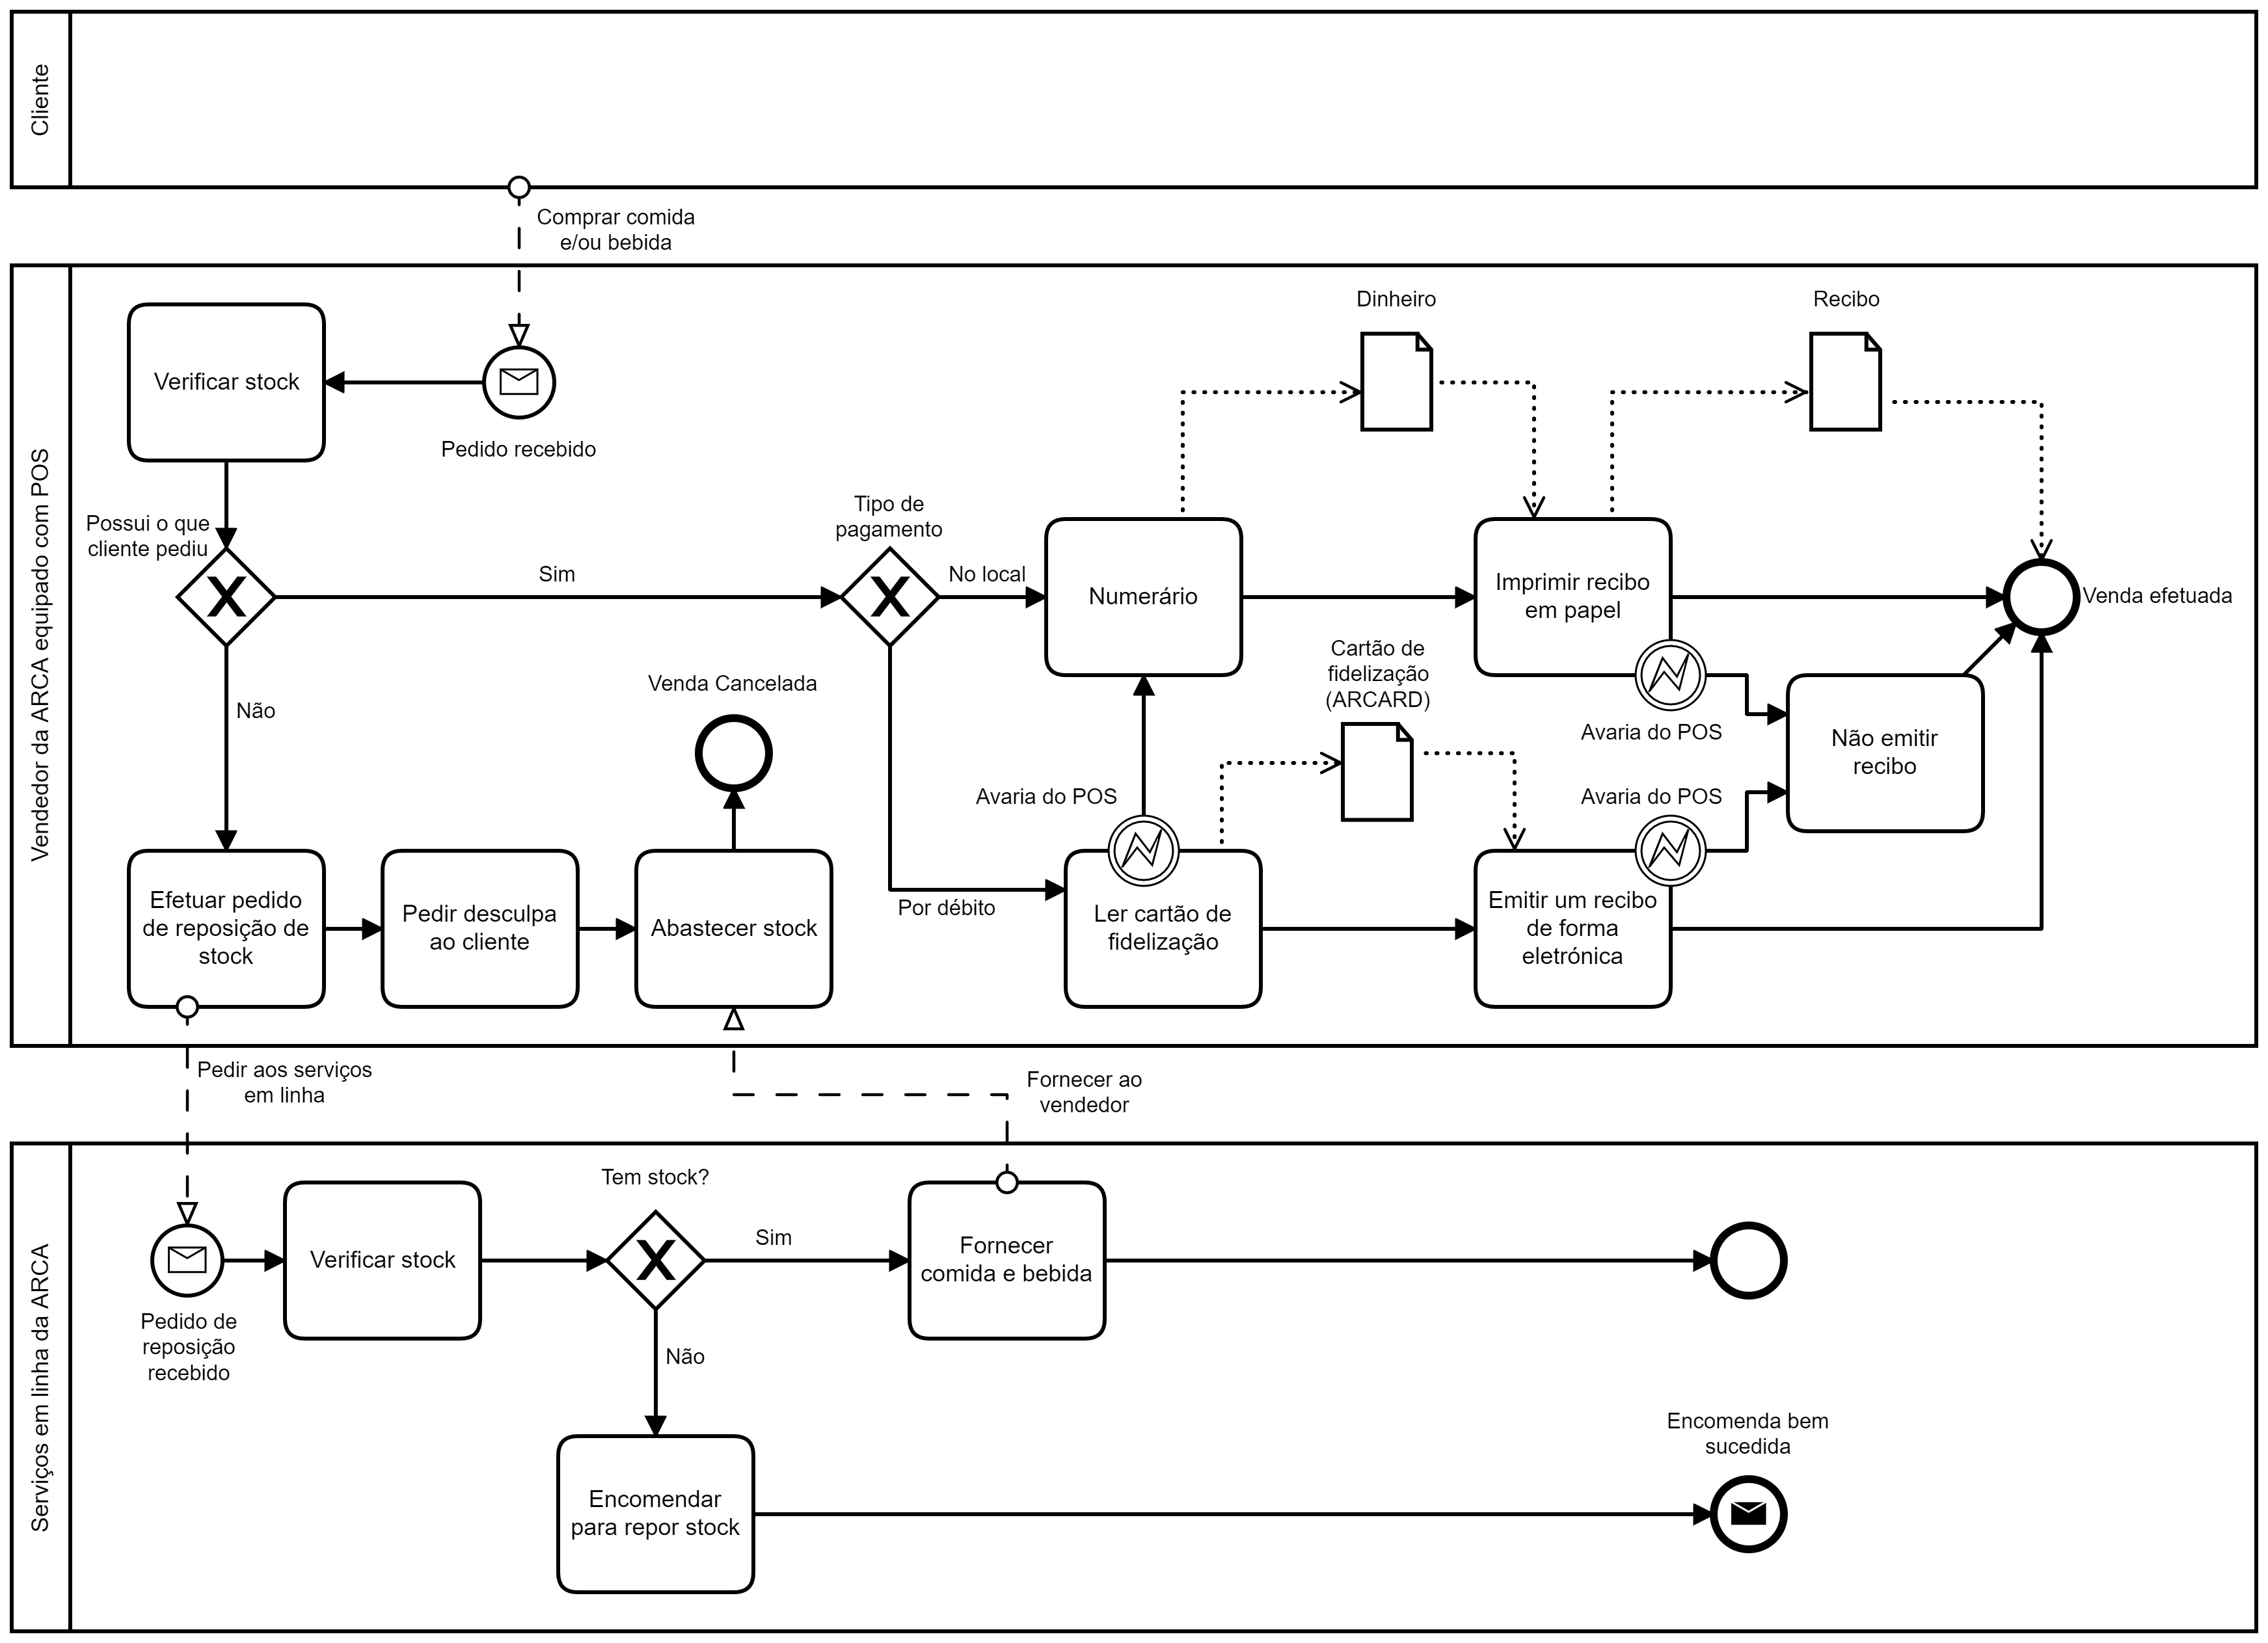 Cliente
Comprar comida
e/ou bebida
Vendedor da ARCA equipado com POS
Dinheiro
Recibo
Verificar stock
Pedido recebido
Possui o que
cliente pediu
Tipo de
pagamento
Sim
No local
Numerário
Imprimir recibo
em papel
Venda efetuada
Cartão de
fidelização
(ARCARD)
Venda Cancelada
Não
Avaria do POS
Não emitir
recibo
Avaria do POS
Avaria do POS
Efetuar pedido
de reposição de
stock
Pedir desculpa
ao cliente
Abastecer stock
Por débito
Ler cartão de
fidelização
Emitir um recibo
de forma
eletrónica
Pedir aos serviços
em linha
Fornecer ao
vendedor
Serviços em linha da ARCA
Tem stock?
Verificar stock
Sim
Fornecer
comida e bebida
Pedido de
reposição
recebido
Não
Encomenda bem
sucedida
Encomendar
para repor stock